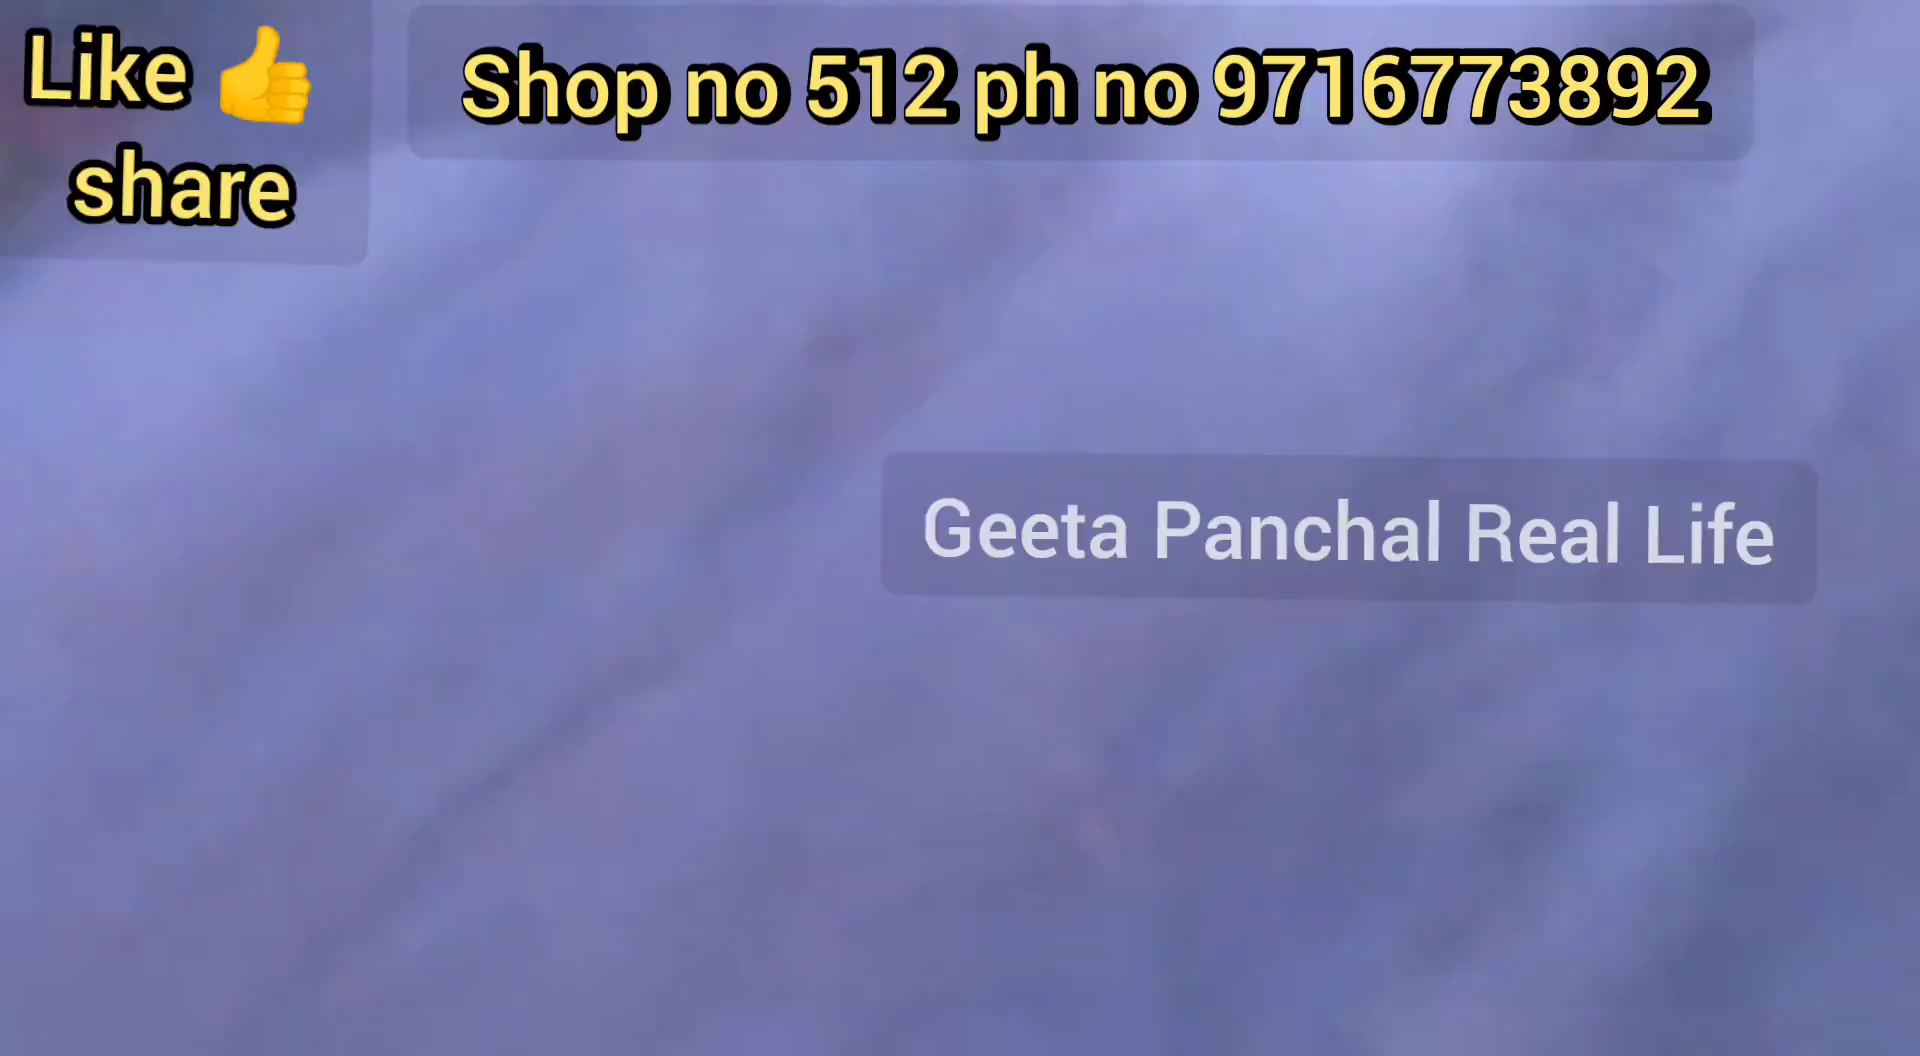 Like 👍
share
Shop no 512 ph no 9716773892
Geeta Panchal Real Life